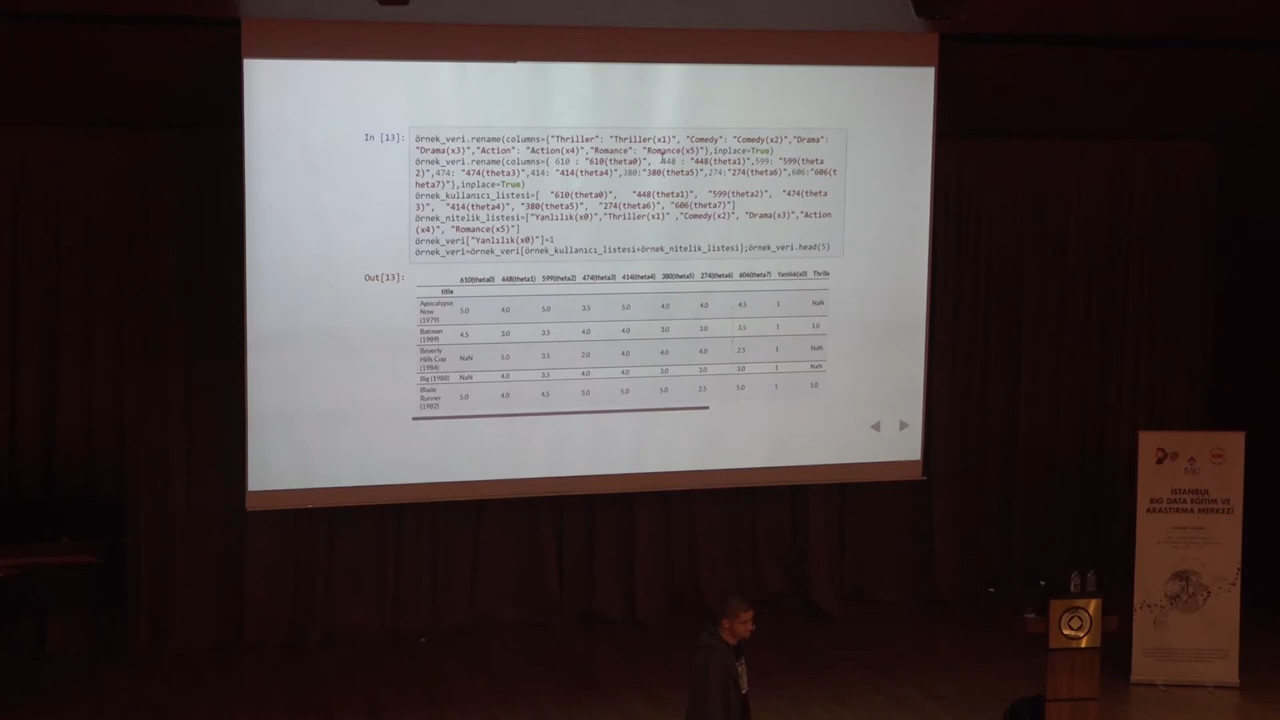 In [13]:
örnek_veri.rename(columns={"Thriller": "Thriller(x1)", "Comedy": "Comedy(x2)","Drama":
"Drama(x3)","Action": "Action(x4)","Romance": "Romance(x5)"},inplace=True)
örnek_veri.rename(columns={ 610 : "610(theta0)", 448 : "448(theta1)",599: "599(theta
2)",474: "474(theta3)",414: "414(theta4)",380:"380(theta5)",274:"274(theta6)",606:"606(t
heta7)"},inplace=True)
örnek_kullanıcı_listesi=[ "610(theta0)", "448(theta1)", "599(theta2)", "474(theta
3)", "414(theta4)", "380(theta5)", "274(theta6)", "606(theta7)"]
örnek_nitelik_listesi=["Yanlılık(x0)","Thriller(x1)" ,"Comedy(x2)", "Drama(x3)","Action
(x4)", "Romance(x5)"]
örnek_veri["Yanlılık(x0)"]=1
örnek_veri=örnek_veri[örnek_kullanıcı_listesi+örnek_nitelik_listesi];örnek_veri.head(5)
Out[13]:
610(theta0) 448(theta1) 599(theta2) 474(theta3) 414(theta4) 380(theta5) 274(theta6) 606(theta7) Yanlılık(x0) Thrille
title
Apocalypse Now (1979) 5.0 4.0 5.0 3.5 5.0 4.0 4.0 4.5 1 NaN
Batman (1989) 4.5 3.0 3.5 4.0 4.0 3.0 3.0 3.5 1 1.0
Beverly Hills Cop (1984) NaN 5.0 3.5 2.0 4.0 4.0 4.0 2.5 1 NaN
Big (1988) NaN 4.0 3.5 4.0 4.0 3.0 3.0 3.0 1 NaN
Blade Runner (1982) 5.0 4.0 4.5 3.0 5.0 5.0 2.5 5.0 1 1.0
BAU
İSTANBUL
BIG DATA EĞİTİM VE
ARAŞTIRMA MERKEZİ